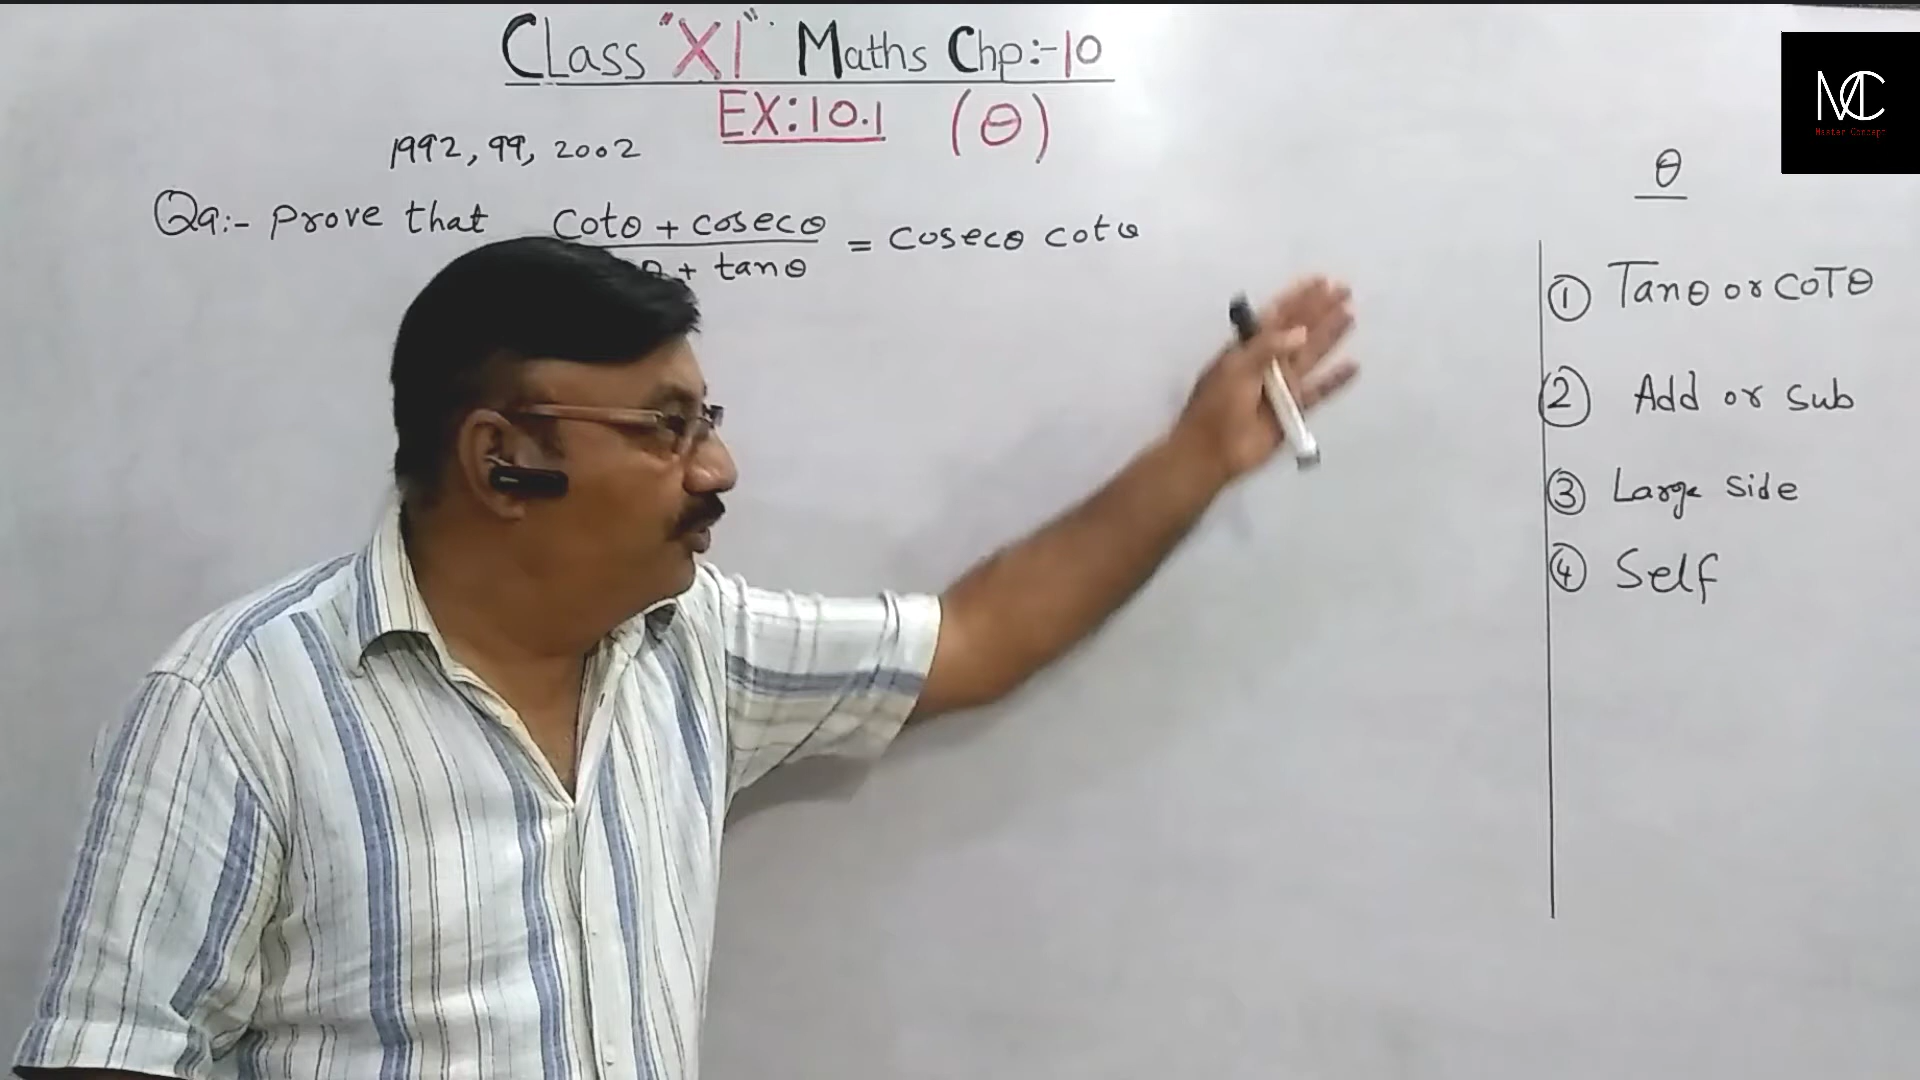 CLass "XI" Maths Chp:-10
EX:10.1 (θ)
1992, 99, 2002
Qa:- Prove that cotθ + cosecθ = cosecθ cotθ
θ + tanθ
MC
Master Concept
θ
① Tanθ or CoTθ
② Add or Sub
③ Large Side
④ Self